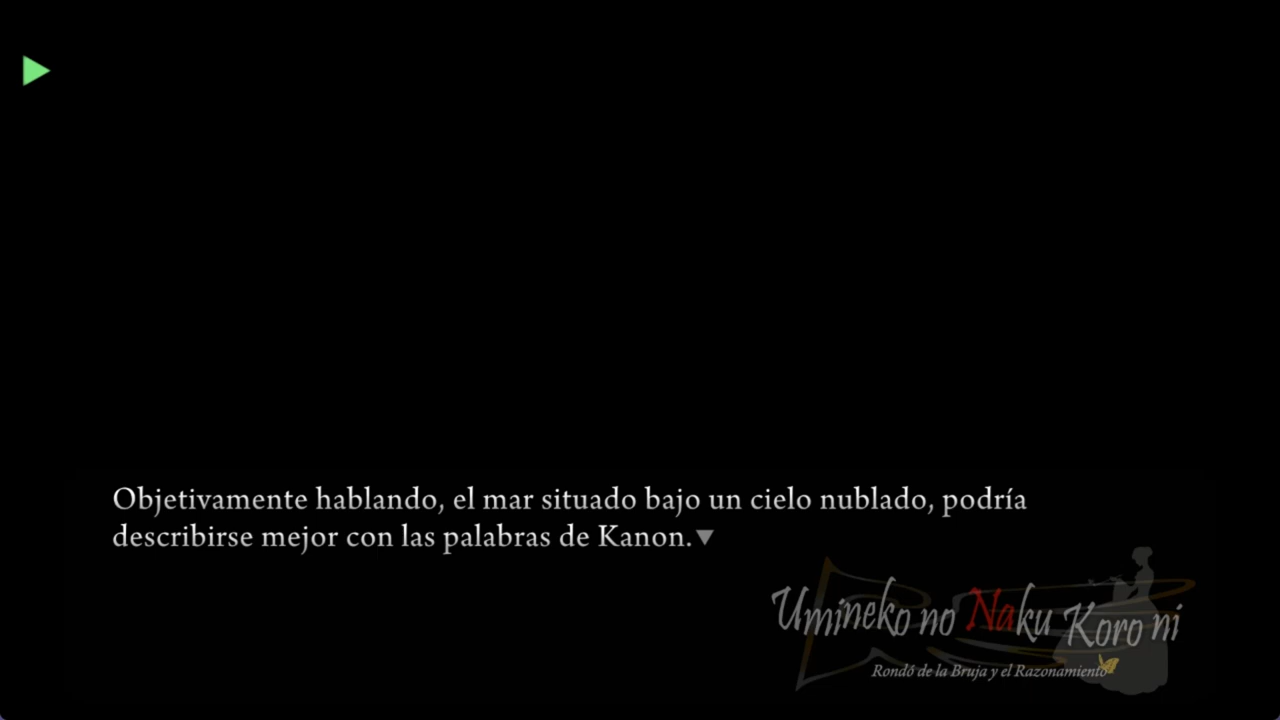 Objetivamente hablando, el mar situado bajo un cielo nublado, podría
describirse mejor con las palabras de Kanon.
Umineko no Naku Koro ni
Rondó de la Bruja y el Razonamiento